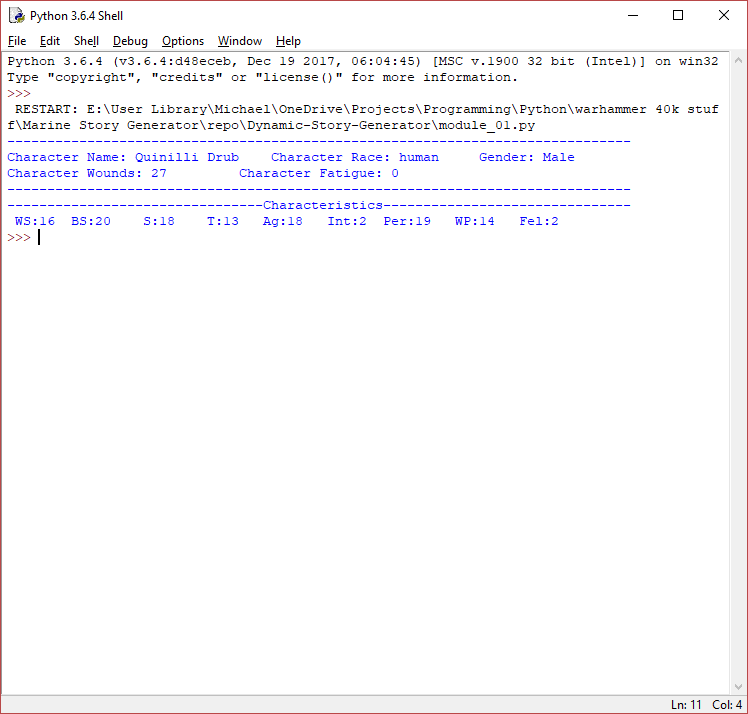 Python 3.6.4 Shell
File Edit Shell Debug Options Window Help
Python 3.6.4 (v3.6.4:d48eceb, Dec 19 2017, 06:04:45) [MSC v.1900 32 bit (Intel)] on win32
Type "copyright", "credits" or "license()" for more information.
>>>
 RESTART: E:\User Library\Michael\OneDrive\Projects\Programming\Python\warhammer 40k stuf
f\Marine Story Generator\repo\Dynamic-Story-Generator\module_01.py
------------------------------------------------------------------------------
Character Name: Quinilli Drub    Character Race: human     Gender: Male
Character Wounds: 27         Character Fatigue: 0
------------------------------------------------------------------------------
--------------------------------Characteristics-------------------------------
 WS:16  BS:20    S:18    T:13   Ag:18   Int:2  Per:19   WP:14   Fel:2
>>>
Ln: 11 Col: 4